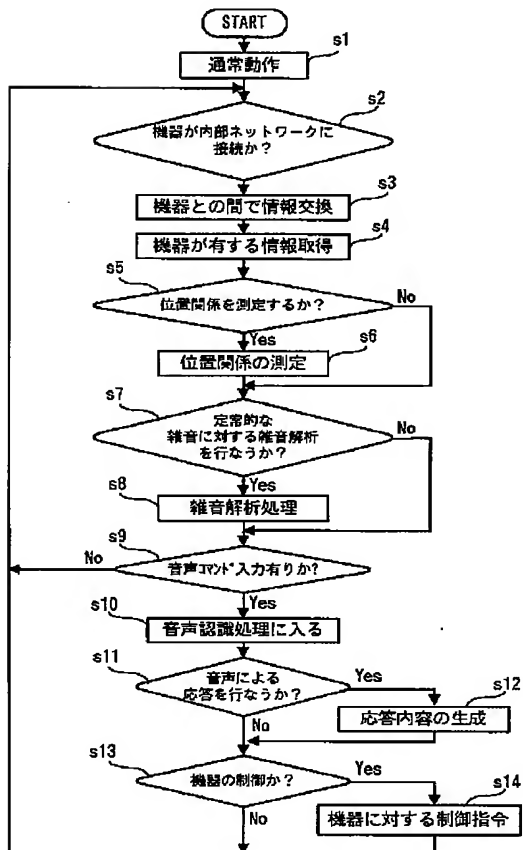 START
s1
通常動作
s2
機器が内部ネットワークに
接続か?
s3
機器との間で情報交換
s4
機器が有する情報取得
s5
位置関係を測定するか?
No
Yes
s6
位置関係の測定
s7
定常的な
雑音に対する雑音解析
を行なうか?
No
Yes
s8
雑音解析処理
s9
No
音声コマンド入力有りか?
Yes
s10
音声認識処理に入る
s11
音声による
応答を行なうか?
Yes
s12
応答内容の生成
No
s13
機器の制御か?
Yes
s14
機器に対する制御指令
No